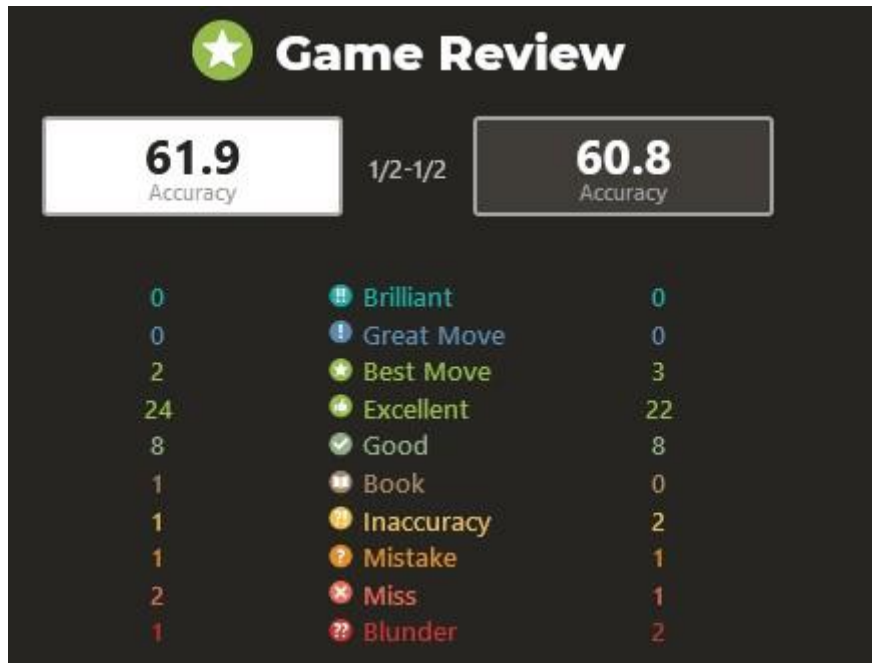 Game Review
61.9 1/2-1/2 60.8
Accuracy Accuracy
0 Brilliant 0
0 Great Move 0
2 Best Move 3
24 Excellent 22
8 Good 8
1 Book 0
1 Inaccuracy 2
1 Mistake 1
2 Miss 1
1 Blunder 2